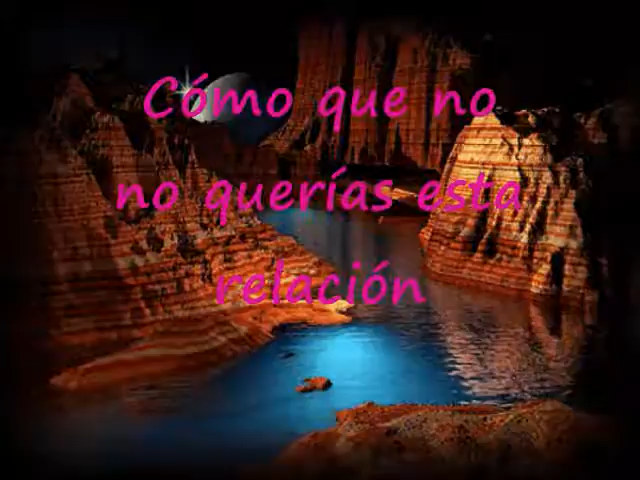 Cómo que no
no querías esta
relación